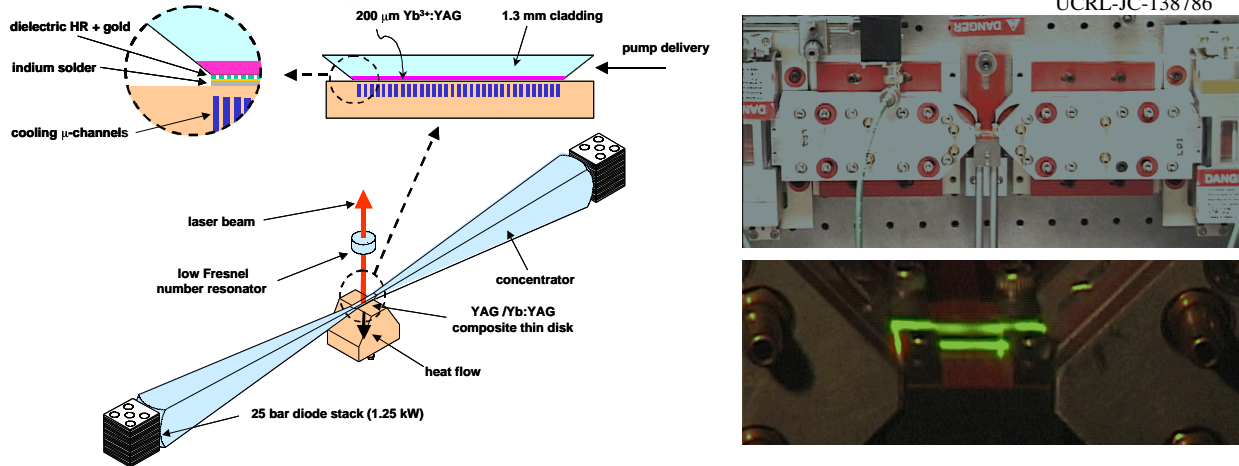 UCRL-JC-138786
200 μm Yb³⁺:YAG
1.3 mm cladding
dielectric HR + gold
pump delivery
indium solder
cooling μ-channels
laser beam
low Fresnel
number resonator
concentrator
YAG /Yb:YAG
composite thin disk
heat flow
25 bar diode stack (1.25 kW)
DANGER
DANGER
DANGER